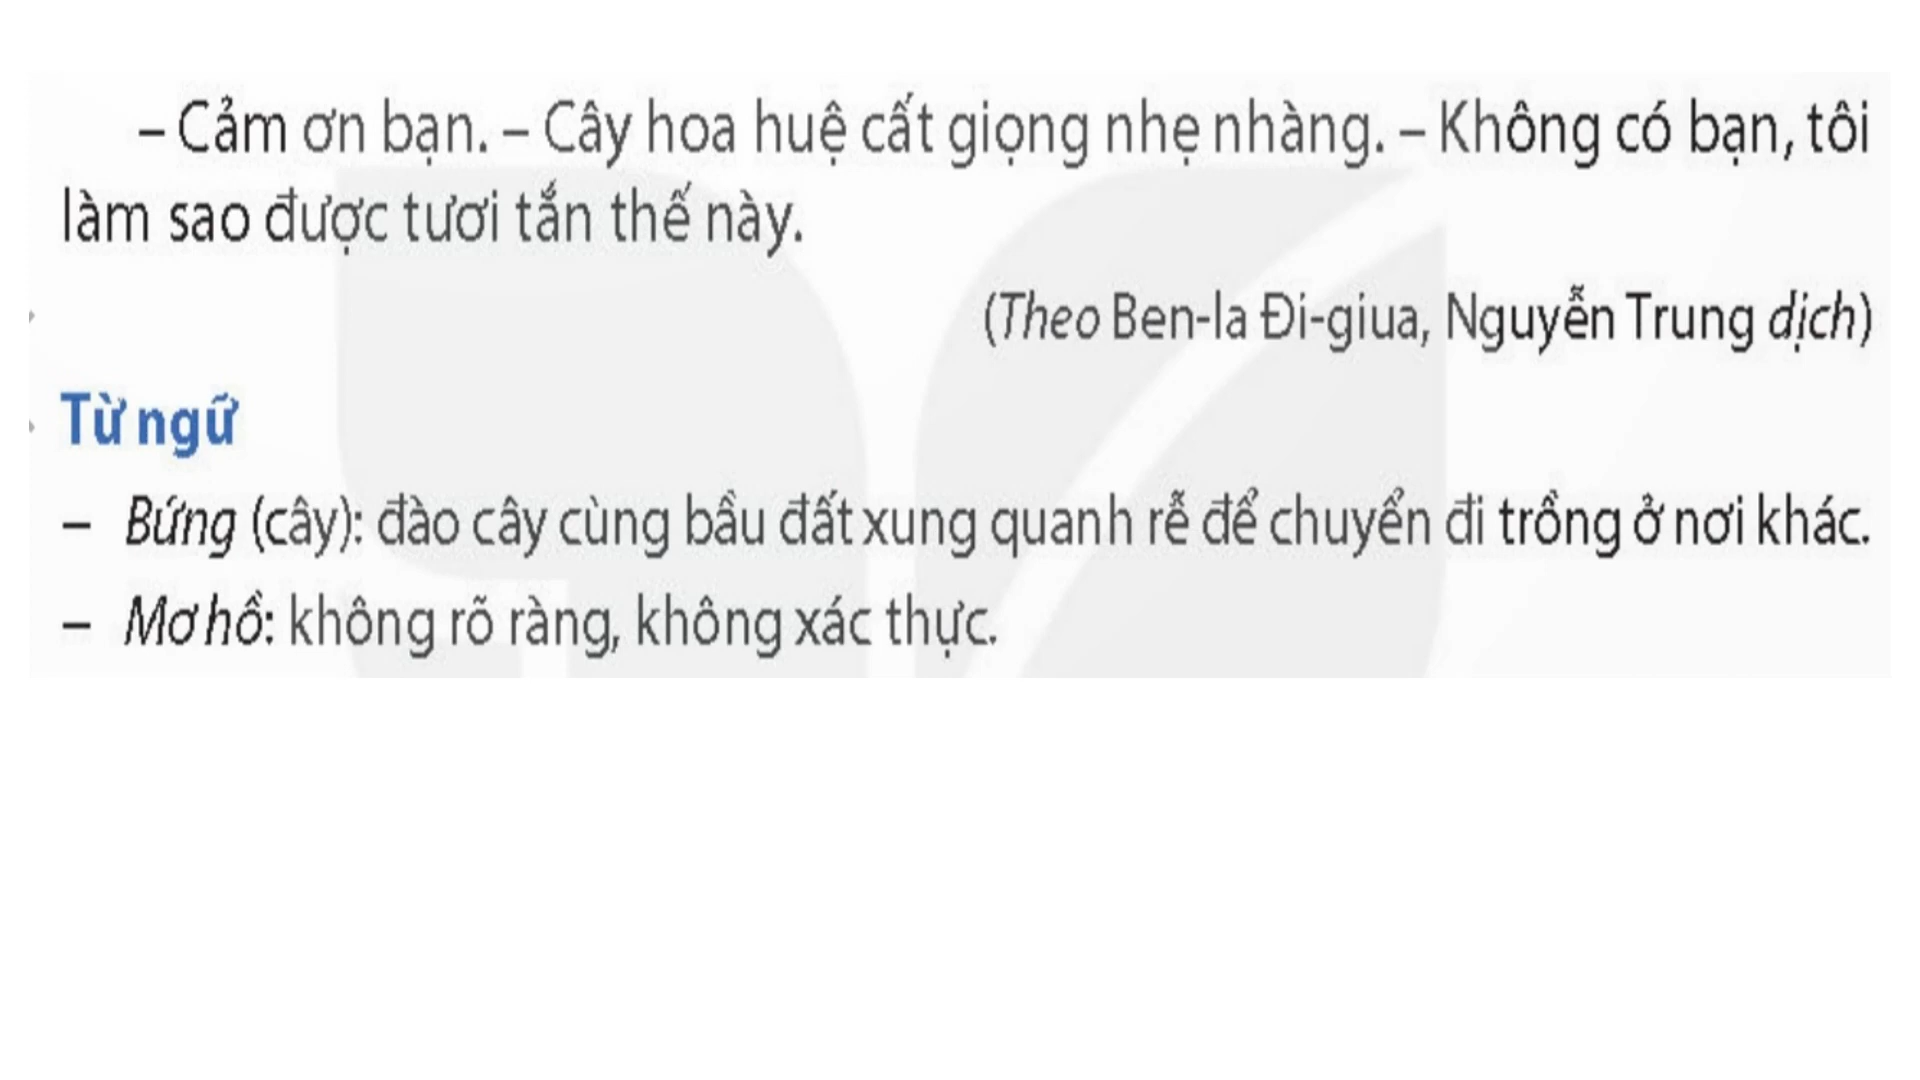 – Cảm ơn bạn. – Cây hoa huệ cất giọng nhẹ nhàng. – Không có bạn, tôi
làm sao được tươi tắn thế này.
(Theo Ben-la Đi-giua, Nguyễn Trung dịch)
Từ ngữ
– Bứng (cây): đào cây cùng bầu đất xung quanh rễ để chuyển đi trồng ở nơi khác.
– Mơ hồ: không rõ ràng, không xác thực.